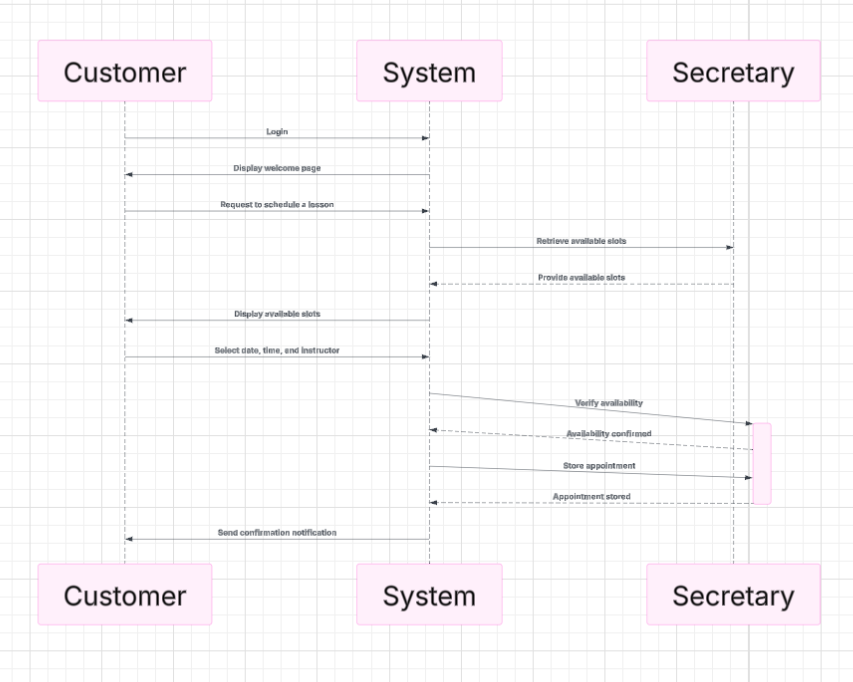 Customer
System
Secretary
Login
Display welcome page
Request to schedule a lesson
Retrieve available slots
Provide available slots
Display available slots
Select date, time, and instructor
Verify availability
Availability confirmed
Store appointment
Appointment stored
Send confirmation notification
Customer
System
Secretary